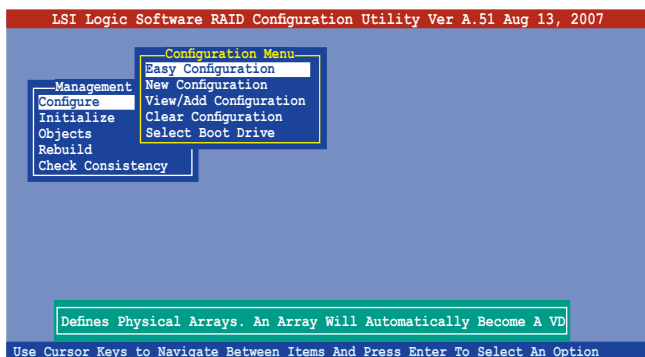 LSI Logic Software RAID Configuration Utility Ver A.51 Aug 13, 2007
Configuration Menu
Easy Configuration
New Configuration
View/Add Configuration
Clear Configuration
Select Boot Drive
Management
Configure
Initialize
Objects
Rebuild
Check Consistency
Defines Physical Arrays. An Array Will Automatically Become A VD
Use Cursor Keys to Navigate Between Items And Press Enter To Select An Option